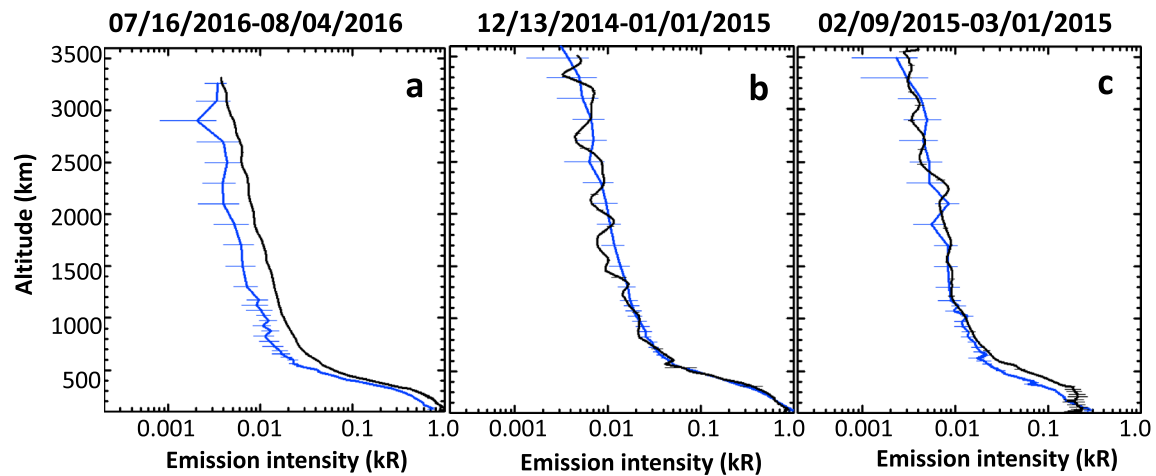 07/16/2016-08/04/2016 12/13/2014-01/01/2015 02/09/2015-03/01/2015
a b c
Altitude (km)
3500
3000
2500
2000
1500
1000
500
0.001 0.01 0.1 1.0 0.001 0.01 0.1 1.0 0.001 0.01 0.1 1.0
Emission intensity (kR) Emission intensity (kR) Emission intensity (kR)